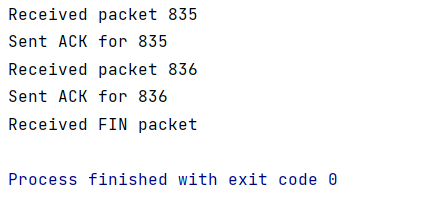 Received packet 835
Sent ACK for 835
Received packet 836
Sent ACK for 836
Received FIN packet
Process finished with exit code 0